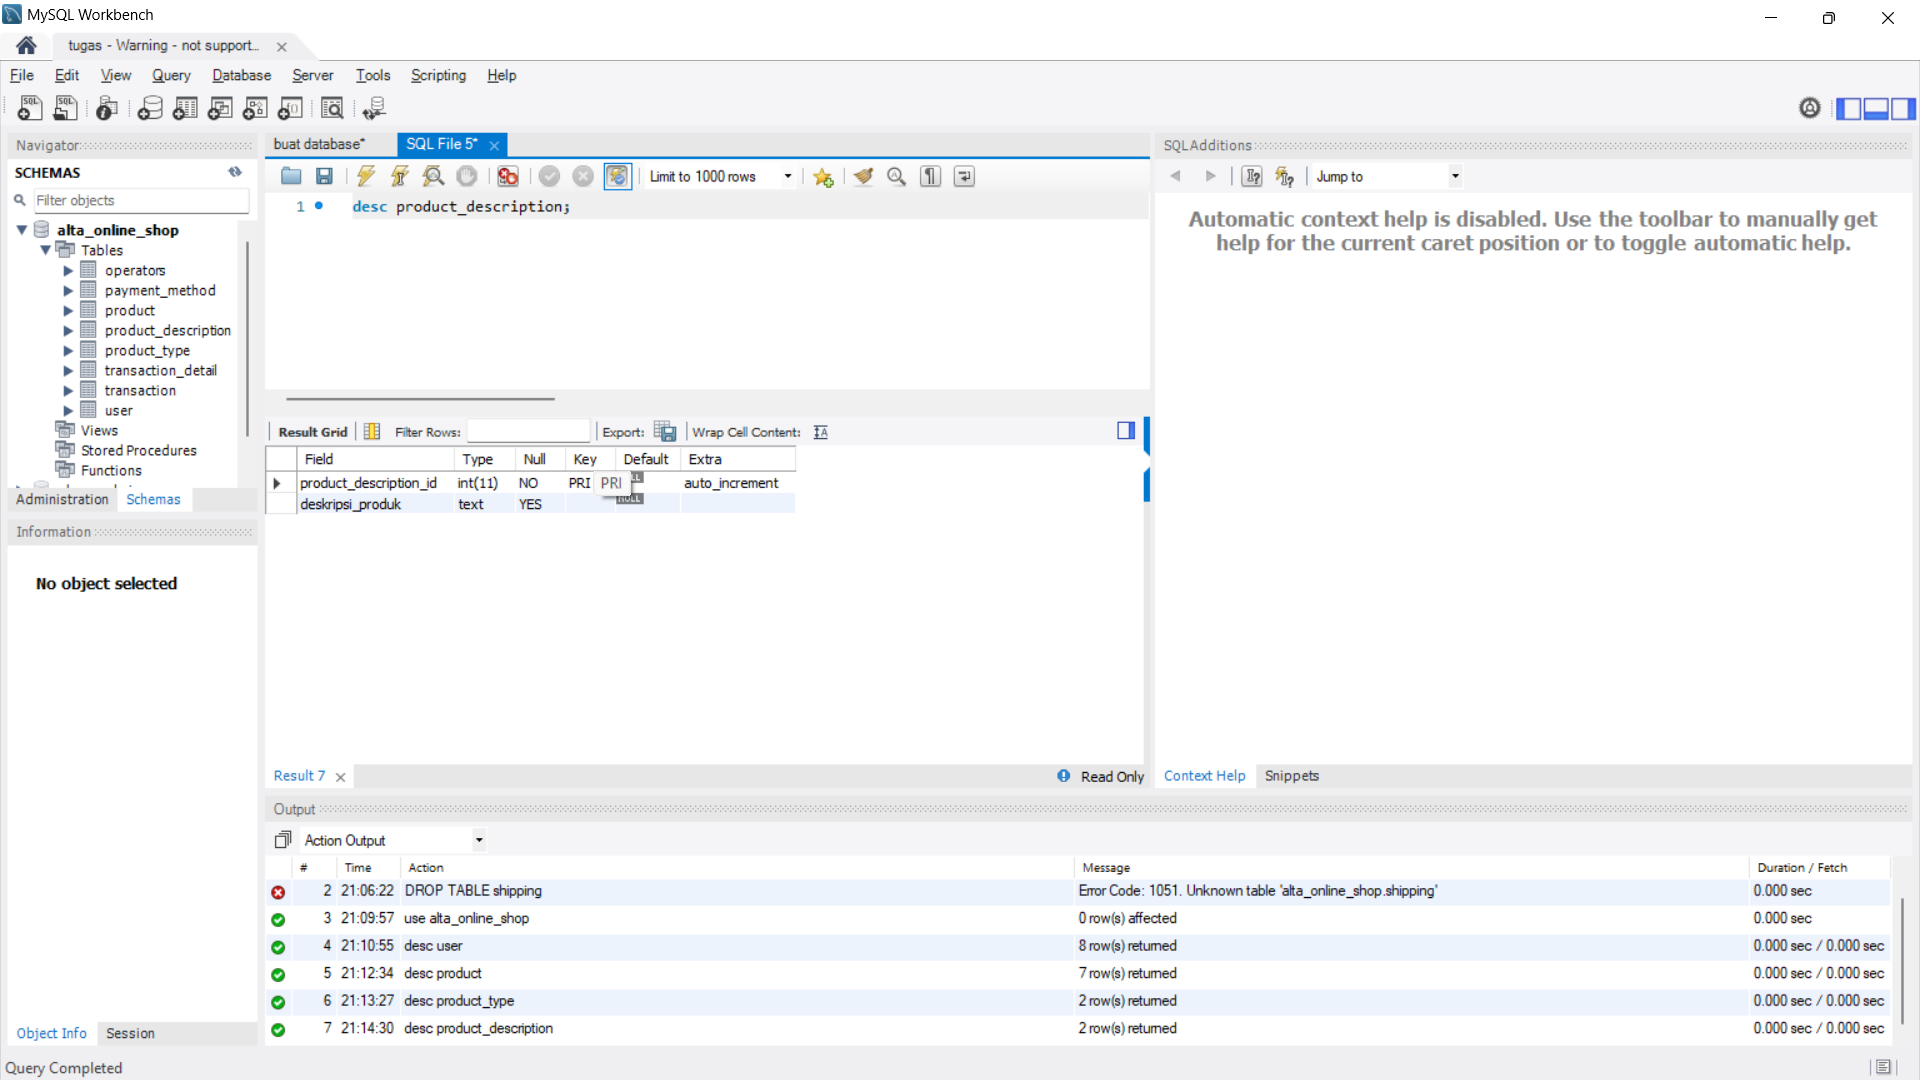 MySQL Workbench
tugas - Warning - not support...
File Edit View Query Database Server Tools Scripting Help
Navigator
SCHEMAS
Filter objects
alta_online_shop
Tables
operators
payment_method
product
product_description
product_type
transaction_detail
transaction
user
Views
Stored Procedures
Functions
Administration Schemas
Information
No object selected
Object Info Session
buat database* SQL File 5*
Limit to 1000 rows
1 desc product_description;
Result Grid Filter Rows: Export: Wrap Cell Content:
Field Type Null Key Default Extra
product_description_id int(11) NO PRI PRI auto_increment
deskripsi_produk text YES NULL
Result 7 Read Only
SQLAdditions
Jump to
Automatic context help is disabled. Use the toolbar to manually get
help for the current caret position or to toggle automatic help.
Context Help Snippets
Output
Action Output
# Time Action Message Duration / Fetch
2 21:06:22 DROP TABLE shipping Error Code: 1051. Unknown table 'alta_online_shop.shipping' 0.000 sec
3 21:09:57 use alta_online_shop 0 row(s) affected 0.000 sec
4 21:10:55 desc user 8 row(s) returned 0.000 sec / 0.000 sec
5 21:12:34 desc product 7 row(s) returned 0.000 sec / 0.000 sec
6 21:13:27 desc product_type 2 row(s) returned 0.000 sec / 0.000 sec
7 21:14:30 desc product_description 2 row(s) returned 0.000 sec / 0.000 sec
Query Completed